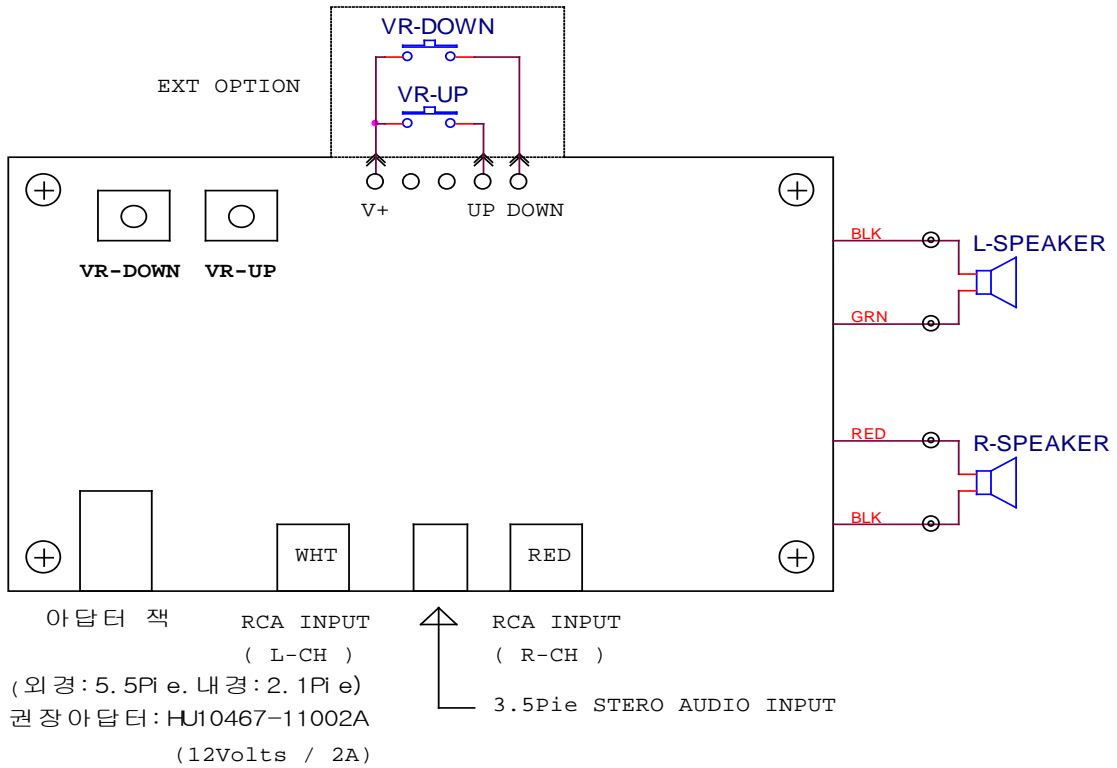 VR-DOWN
EXT OPTION
VR-UP
V+
UP DOWN
VR-DOWN
VR-UP
BLK
L-SPEAKER
GRN
RED
R-SPEAKER
BLK
WHT
RED
아답터 잭
RCA INPUT
( L-CH )
RCA INPUT
( R-CH )
(외경:5.5Pie.내경:2.1Pie)
3.5Pie STERO AUDIO INPUT
권장아답터:HU10467-11002A
(12Volts / 2A)